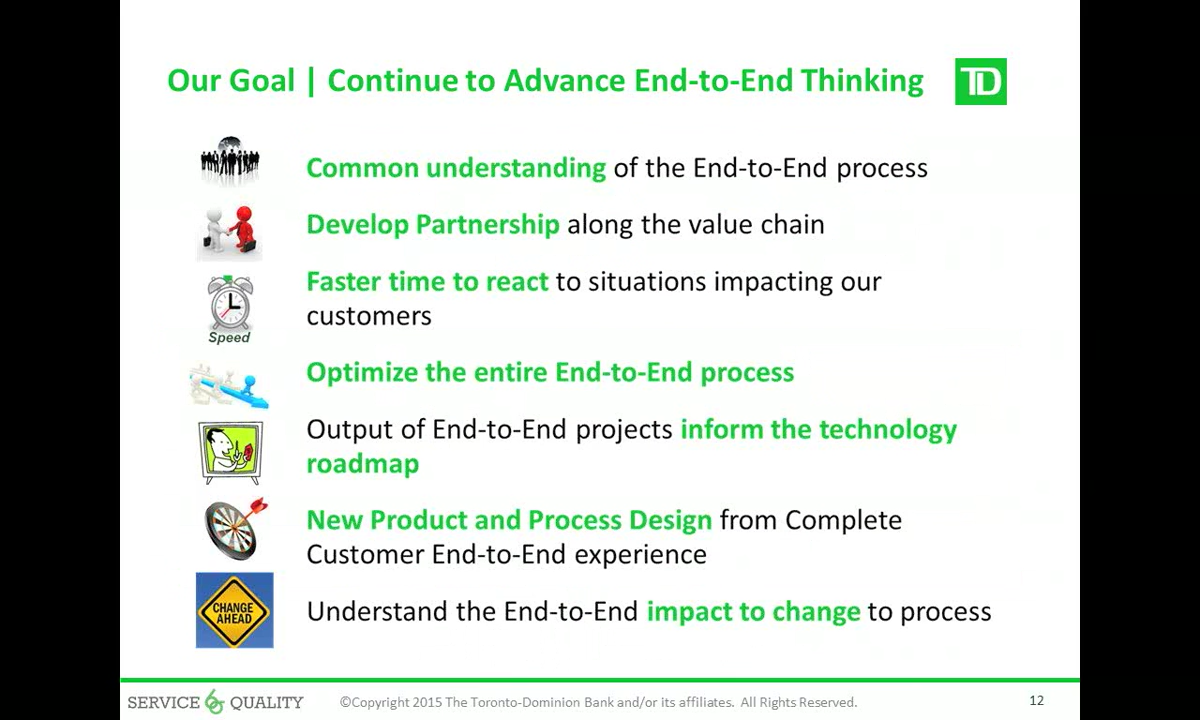 Our Goal | Continue to Advance End-to-End Thinking
TD
Common understanding of the End-to-End process
Develop Partnership along the value chain
Faster time to react to situations impacting our
customers
Speed
Optimize the entire End-to-End process
Output of End-to-End projects inform the technology
roadmap
New Product and Process Design from Complete
Customer End-to-End experience
CHANGE
AHEAD
Understand the End-to-End impact to change to process
SERVICE QUALITY
©Copyright 2015 The Toronto-Dominion Bank and/or its affiliates. All Rights Reserved.
12